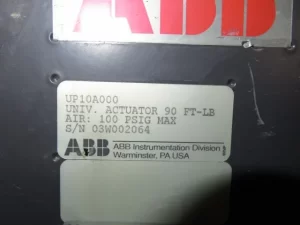 ABB
UP10A000
UNIV. ACTUATOR 90 FT-LB
AIR: 100 PSIG MAX
S/N 03W002064
ABB ABB Instrumentation Division
Warminster, PA USA